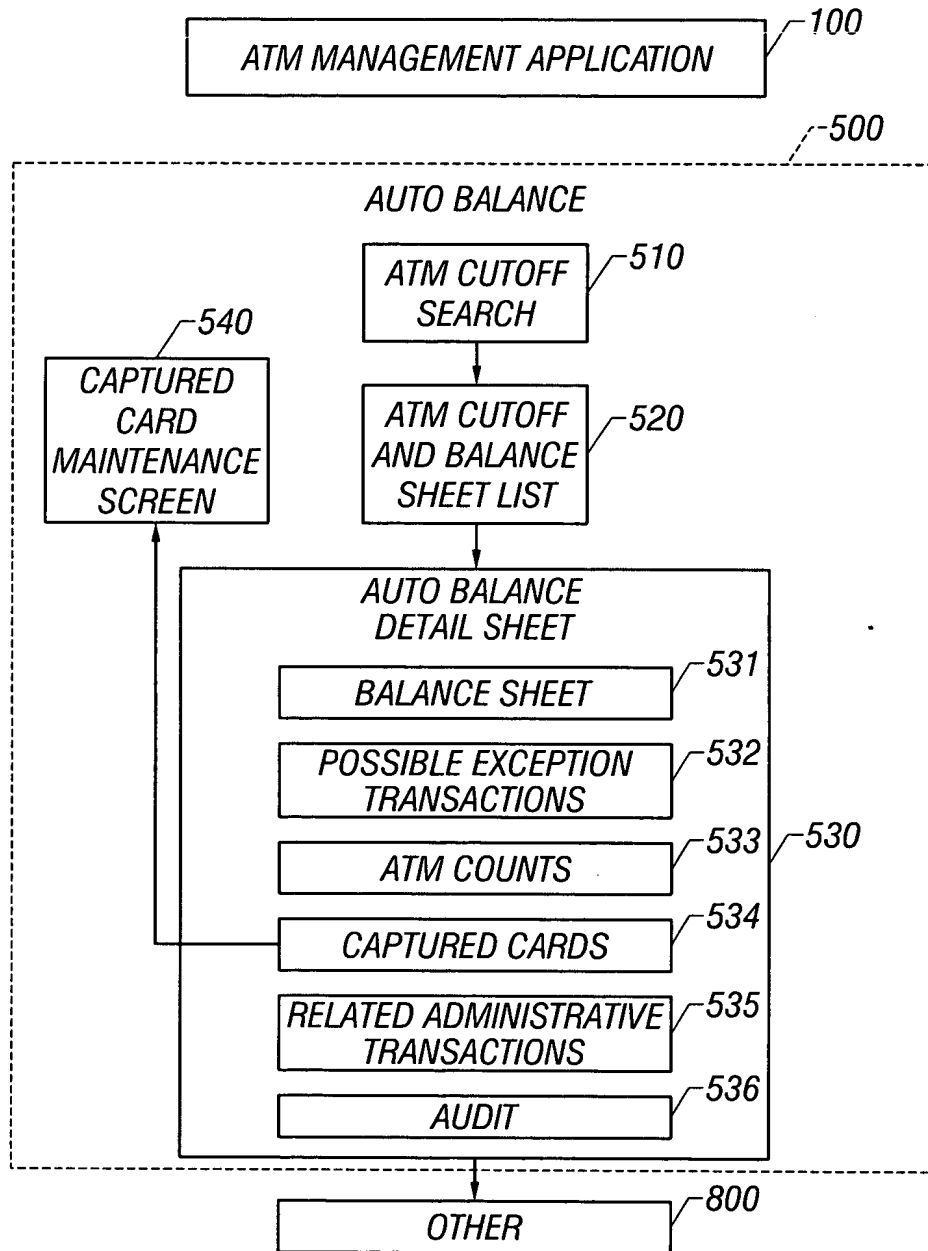 100
ATM MANAGEMENT APPLICATION
500
AUTO BALANCE
510
ATM CUTOFF
SEARCH
540
CAPTURED
CARD
MAINTENANCE
SCREEN
520
ATM CUTOFF
AND BALANCE
SHEET LIST
AUTO BALANCE
DETAIL SHEET
531
BALANCE SHEET
532
POSSIBLE EXCEPTION
TRANSACTIONS
533
530
ATM COUNTS
534
CAPTURED CARDS
535
RELATED ADMINISTRATIVE
TRANSACTIONS
536
AUDIT
800
OTHER